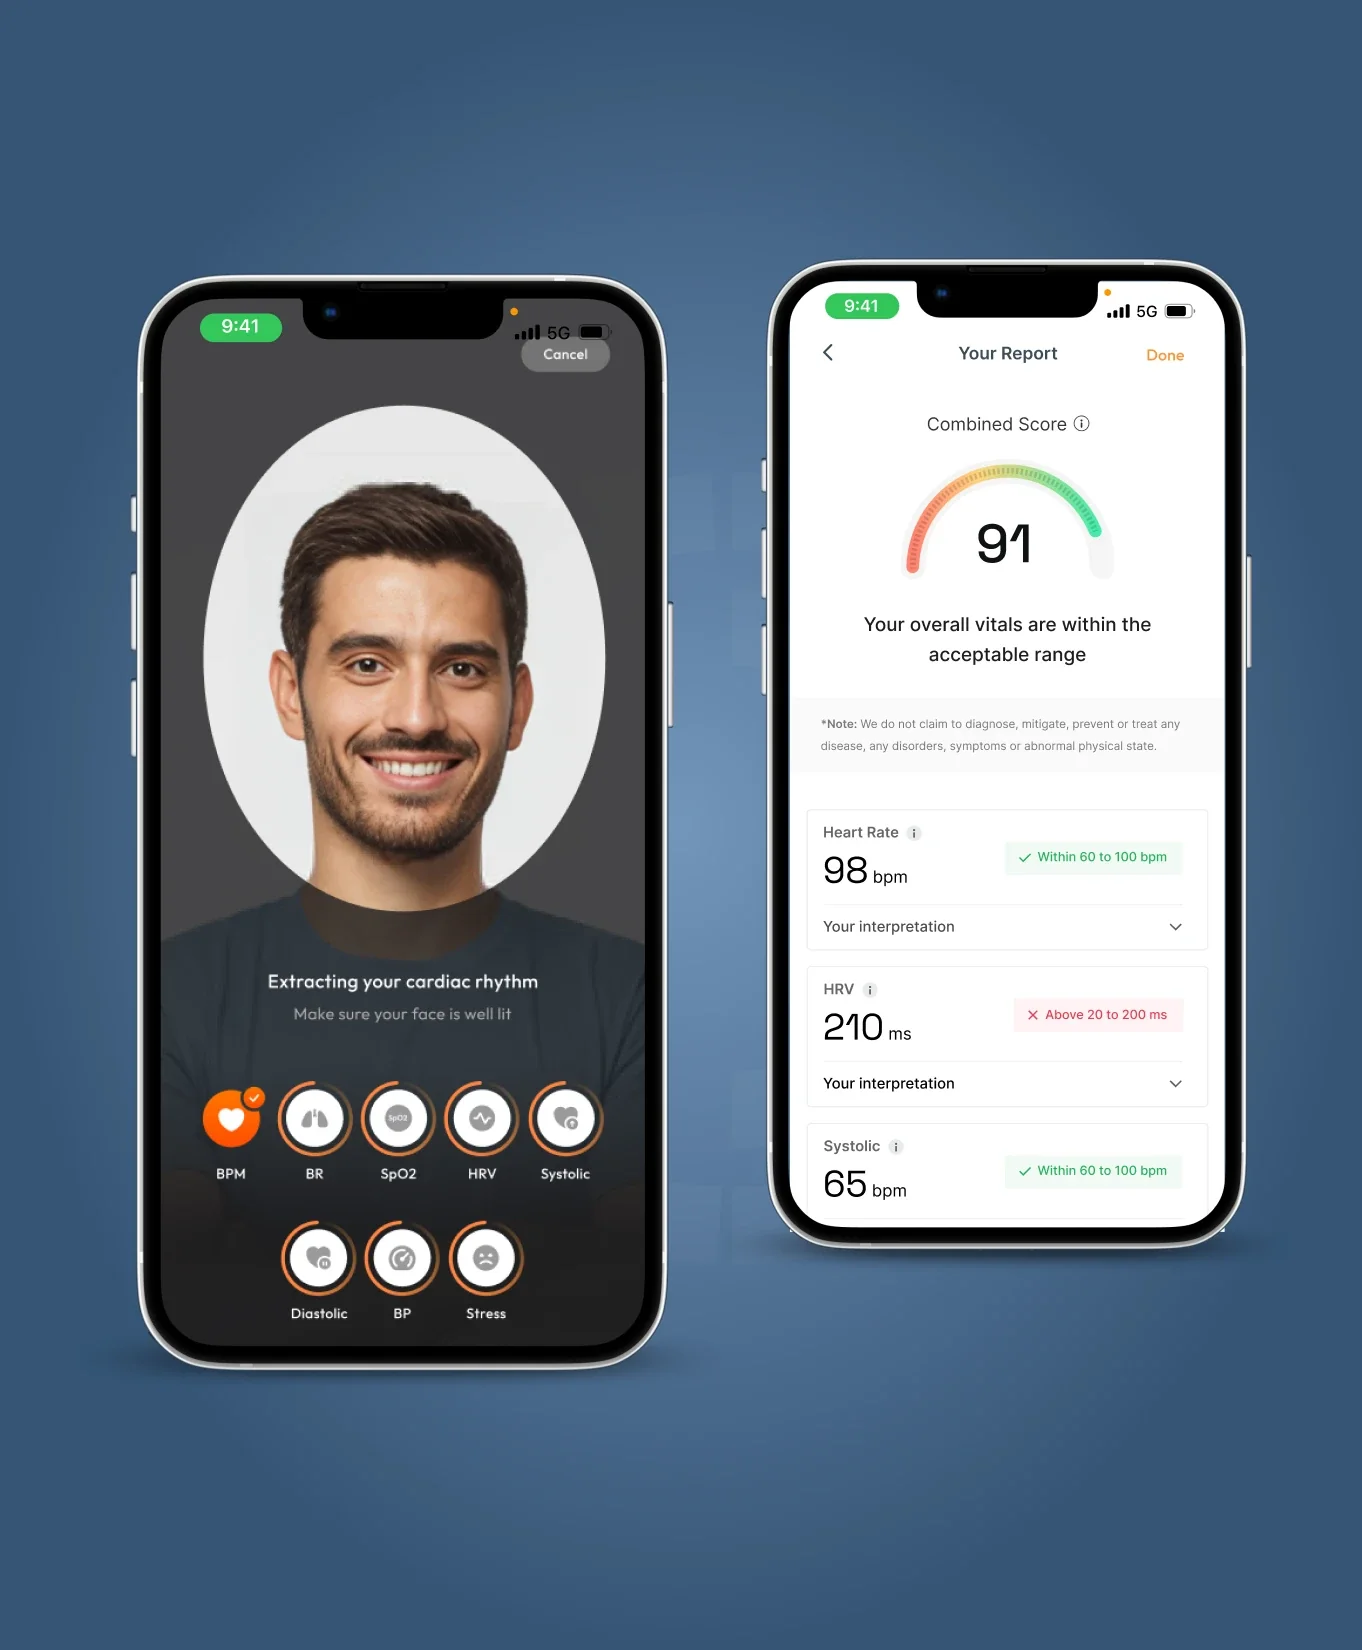 9:41
5G
Cancel
Extracting your cardiac rhythm
Make sure your face is well lit
BPM
BR
SpO2
SpO2
HRV
Systolic
Diastolic
BP
Stress
9:41
5G
Your Report
Done
Combined Score
91
Your overall vitals are within the
acceptable range
*Note: We do not claim to diagnose, mitigate, prevent or treat any
disease, any disorders, symptoms or abnormal physical state.
Heart Rate
98 bpm
Within 60 to 100 bpm
Your interpretation
HRV
210 ms
Above 20 to 200 ms
Your interpretation
Systolic
65 bpm
Within 60 to 100 bpm